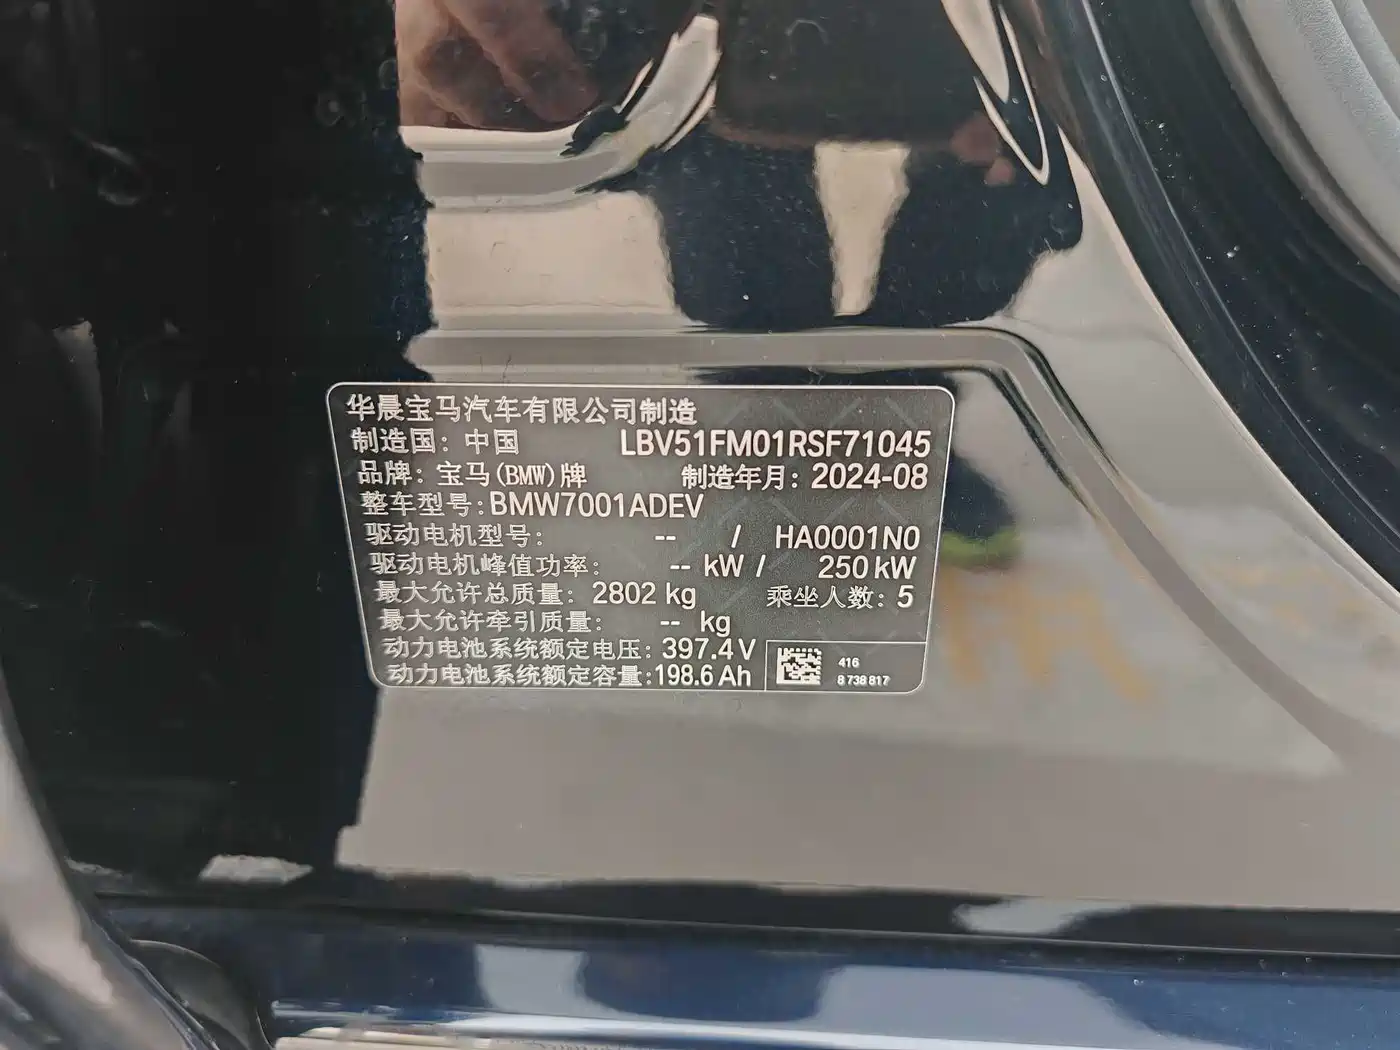 华晨宝马汽车有限公司制造
制造国：中国 LBV51FM01RSF71045
品牌：宝马(BMW)牌 制造年月：2024-08
整车型号：BMW7001ADEV
驱动电机型号： -- / HA0001N0
驱动电机峰值功率： -- kW / 250 kW
最大允许总质量：2802 kg 乘坐人数：5
最大允许牵引质量： -- kg
动力电池系统额定电压：397.4 V
动力电池系统额定容量：198.6 Ah
416
8 738 817